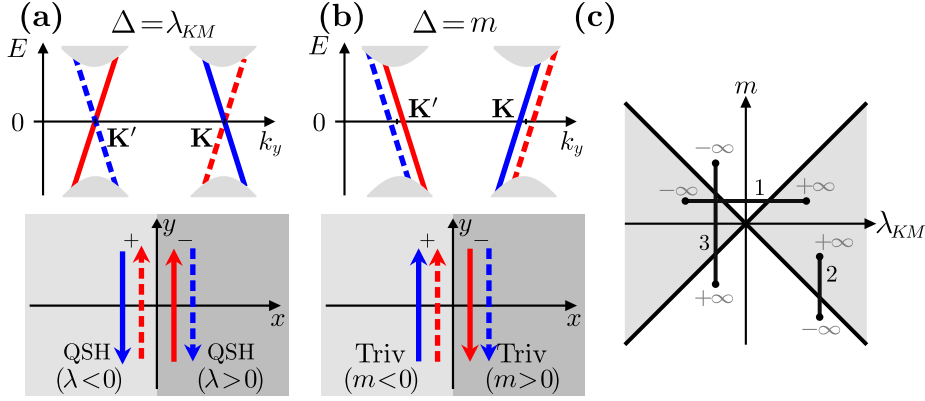 (a) Δ=λ_KM
E
0
K′ K k_y
+ y −
x
QSH QSH
(λ<0) (λ>0)
(b) Δ=m
E
0
K′ K k_y
+ y −
x
Triv Triv
(m<0) (m>0)
(c)
m
−∞
−∞ 1 +∞
λ_KM
3 +∞
2
+∞
−∞